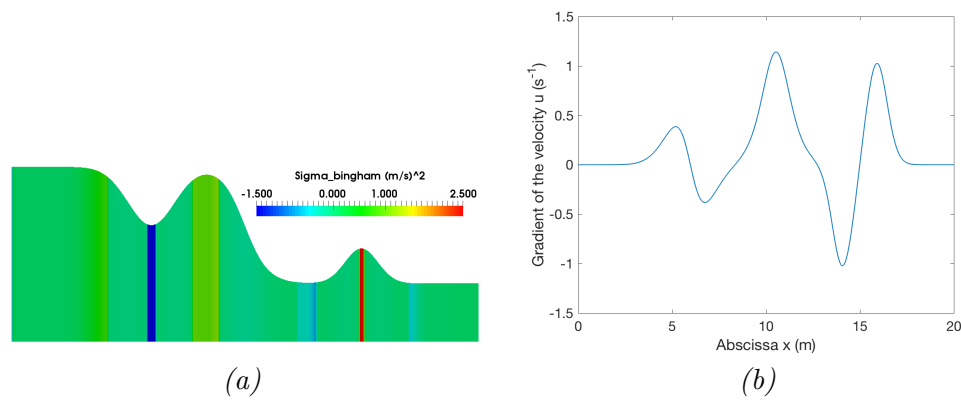 Sigma_bingham (m/s)^2
-1.500 0.000 1.000 2.500
(a)
1.5
1
0.5
0
-0.5
-1
-1.5
Gradient of the velocity u (s⁻¹)
0 5 10 15 20
Abscissa x (m)
(b)